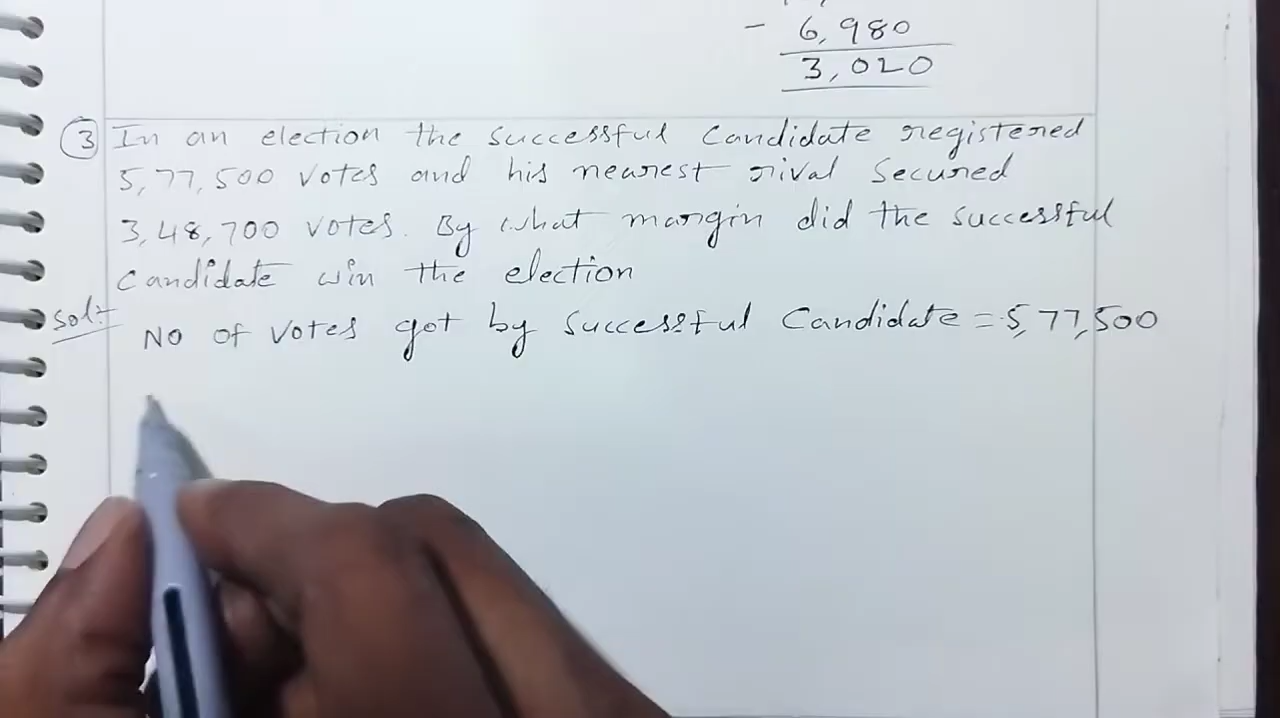 - 6,980
3,020
③ In an election the successful candidate registered
5,77,500 votes and his nearest rival secured
3,48,700 votes. By what margin did the successful
candidate win the election
Sol:-
No of votes got by successful candidate = 5,77,500